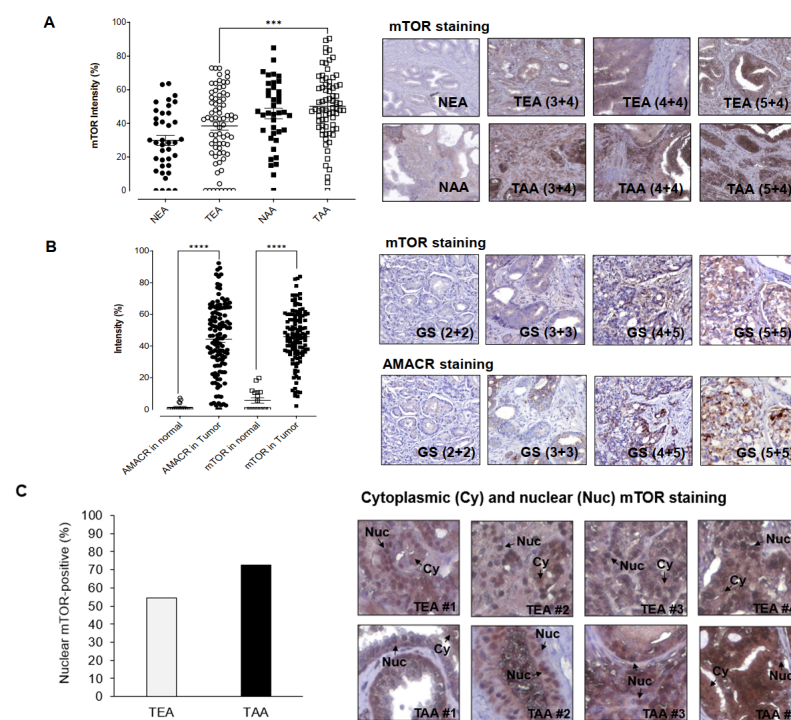 A
mTOR Intensity (%)
100
80
60
40
20
0
***
NEA
TEA
NAA
TAA
mTOR staining
NEA
TEA (3+4)
TEA (4+4)
TEA (5+4)
NAA
TAA (3+4)
TAA (4+4)
TAA (5+4)
B
Intensity (%)
100
80
60
40
20
0
****
****
AMACR in normal
AMACR in Tumor
mTOR in normal
mTOR in Tumor
mTOR staining
GS (2+2)
GS (3+3)
GS (4+5)
GS (5+5)
AMACR staining
GS (2+2)
GS (3+3)
GS (4+5)
GS (5+5)
C
Nuclear mTOR-positive (%)
100
90
80
70
60
50
40
30
20
10
0
TEA
TAA
Cytoplasmic (Cy) and nuclear (Nuc) mTOR staining
Nuc
Cy
TEA #1
Nuc
Cy
TEA #2
Nuc
Cy
TEA #3
Nuc
Cy
TEA #4
Cy
Nuc
TAA #1
Nuc
Nuc
TAA #2
Nuc
TAA #3
Cy
Nuc
TAA #